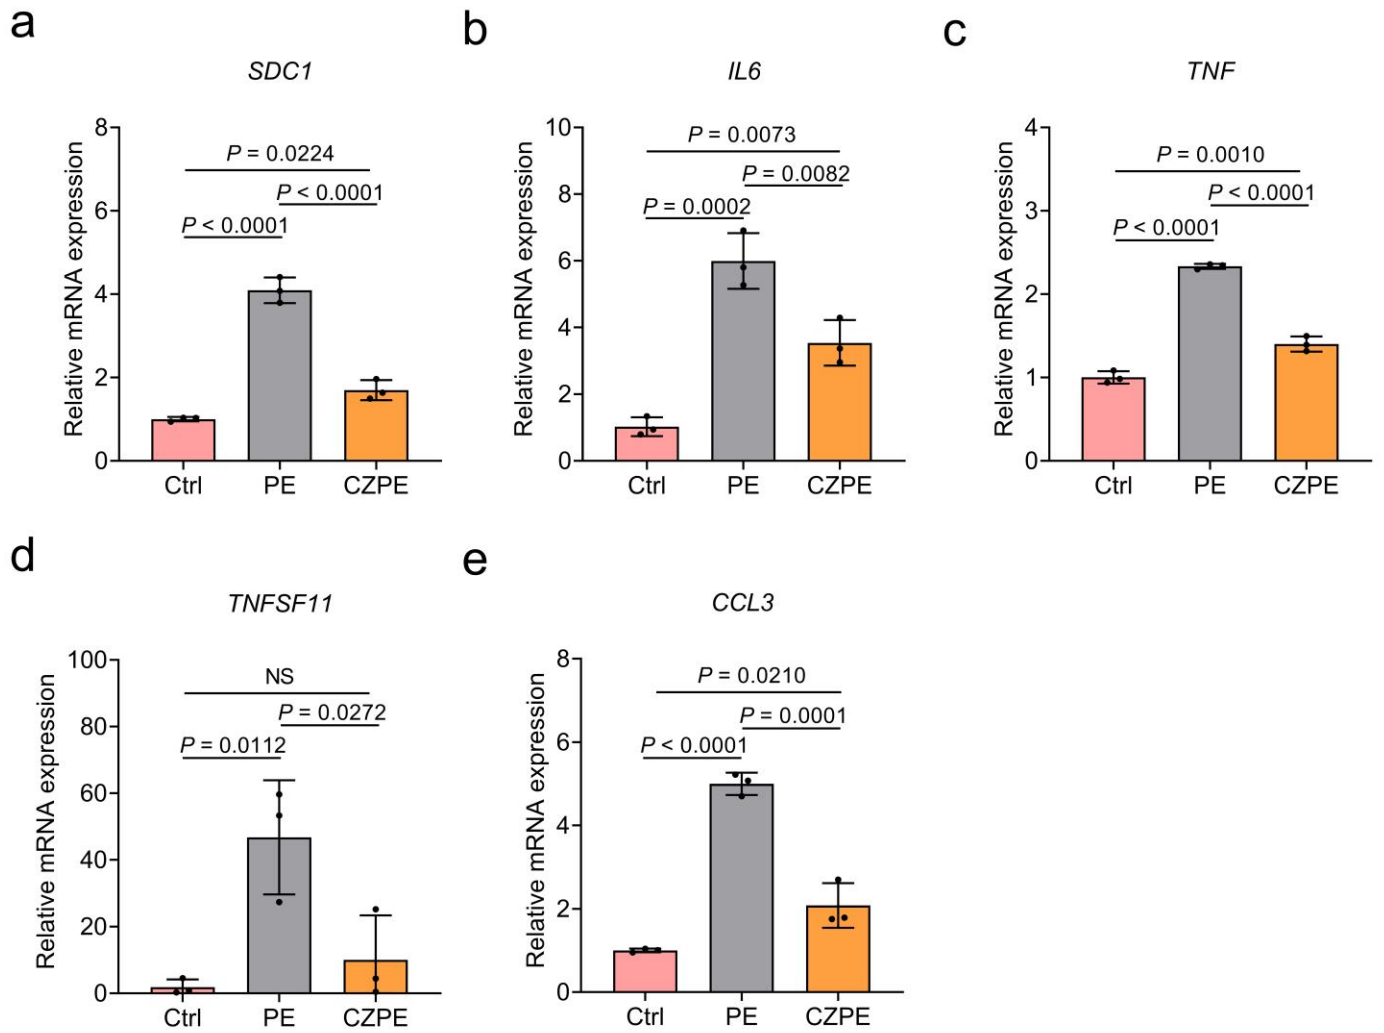 a
SDC1
Relative mRNA expression
8
6
4
2
0
P = 0.0224
P < 0.0001
P < 0.0001
Ctrl PE CZPE
b
IL6
Relative mRNA expression
10
8
6
4
2
0
P = 0.0073
P = 0.0082
P = 0.0002
Ctrl PE CZPE
c
TNF
Relative mRNA expression
4
3
2
1
0
P = 0.0010
P < 0.0001
P < 0.0001
Ctrl PE CZPE
d
TNFSF11
Relative mRNA expression
100
80
60
40
20
0
NS
P = 0.0272
P = 0.0112
Ctrl PE CZPE
e
CCL3
Relative mRNA expression
8
6
4
2
0
P = 0.0210
P = 0.0001
P < 0.0001
Ctrl PE CZPE